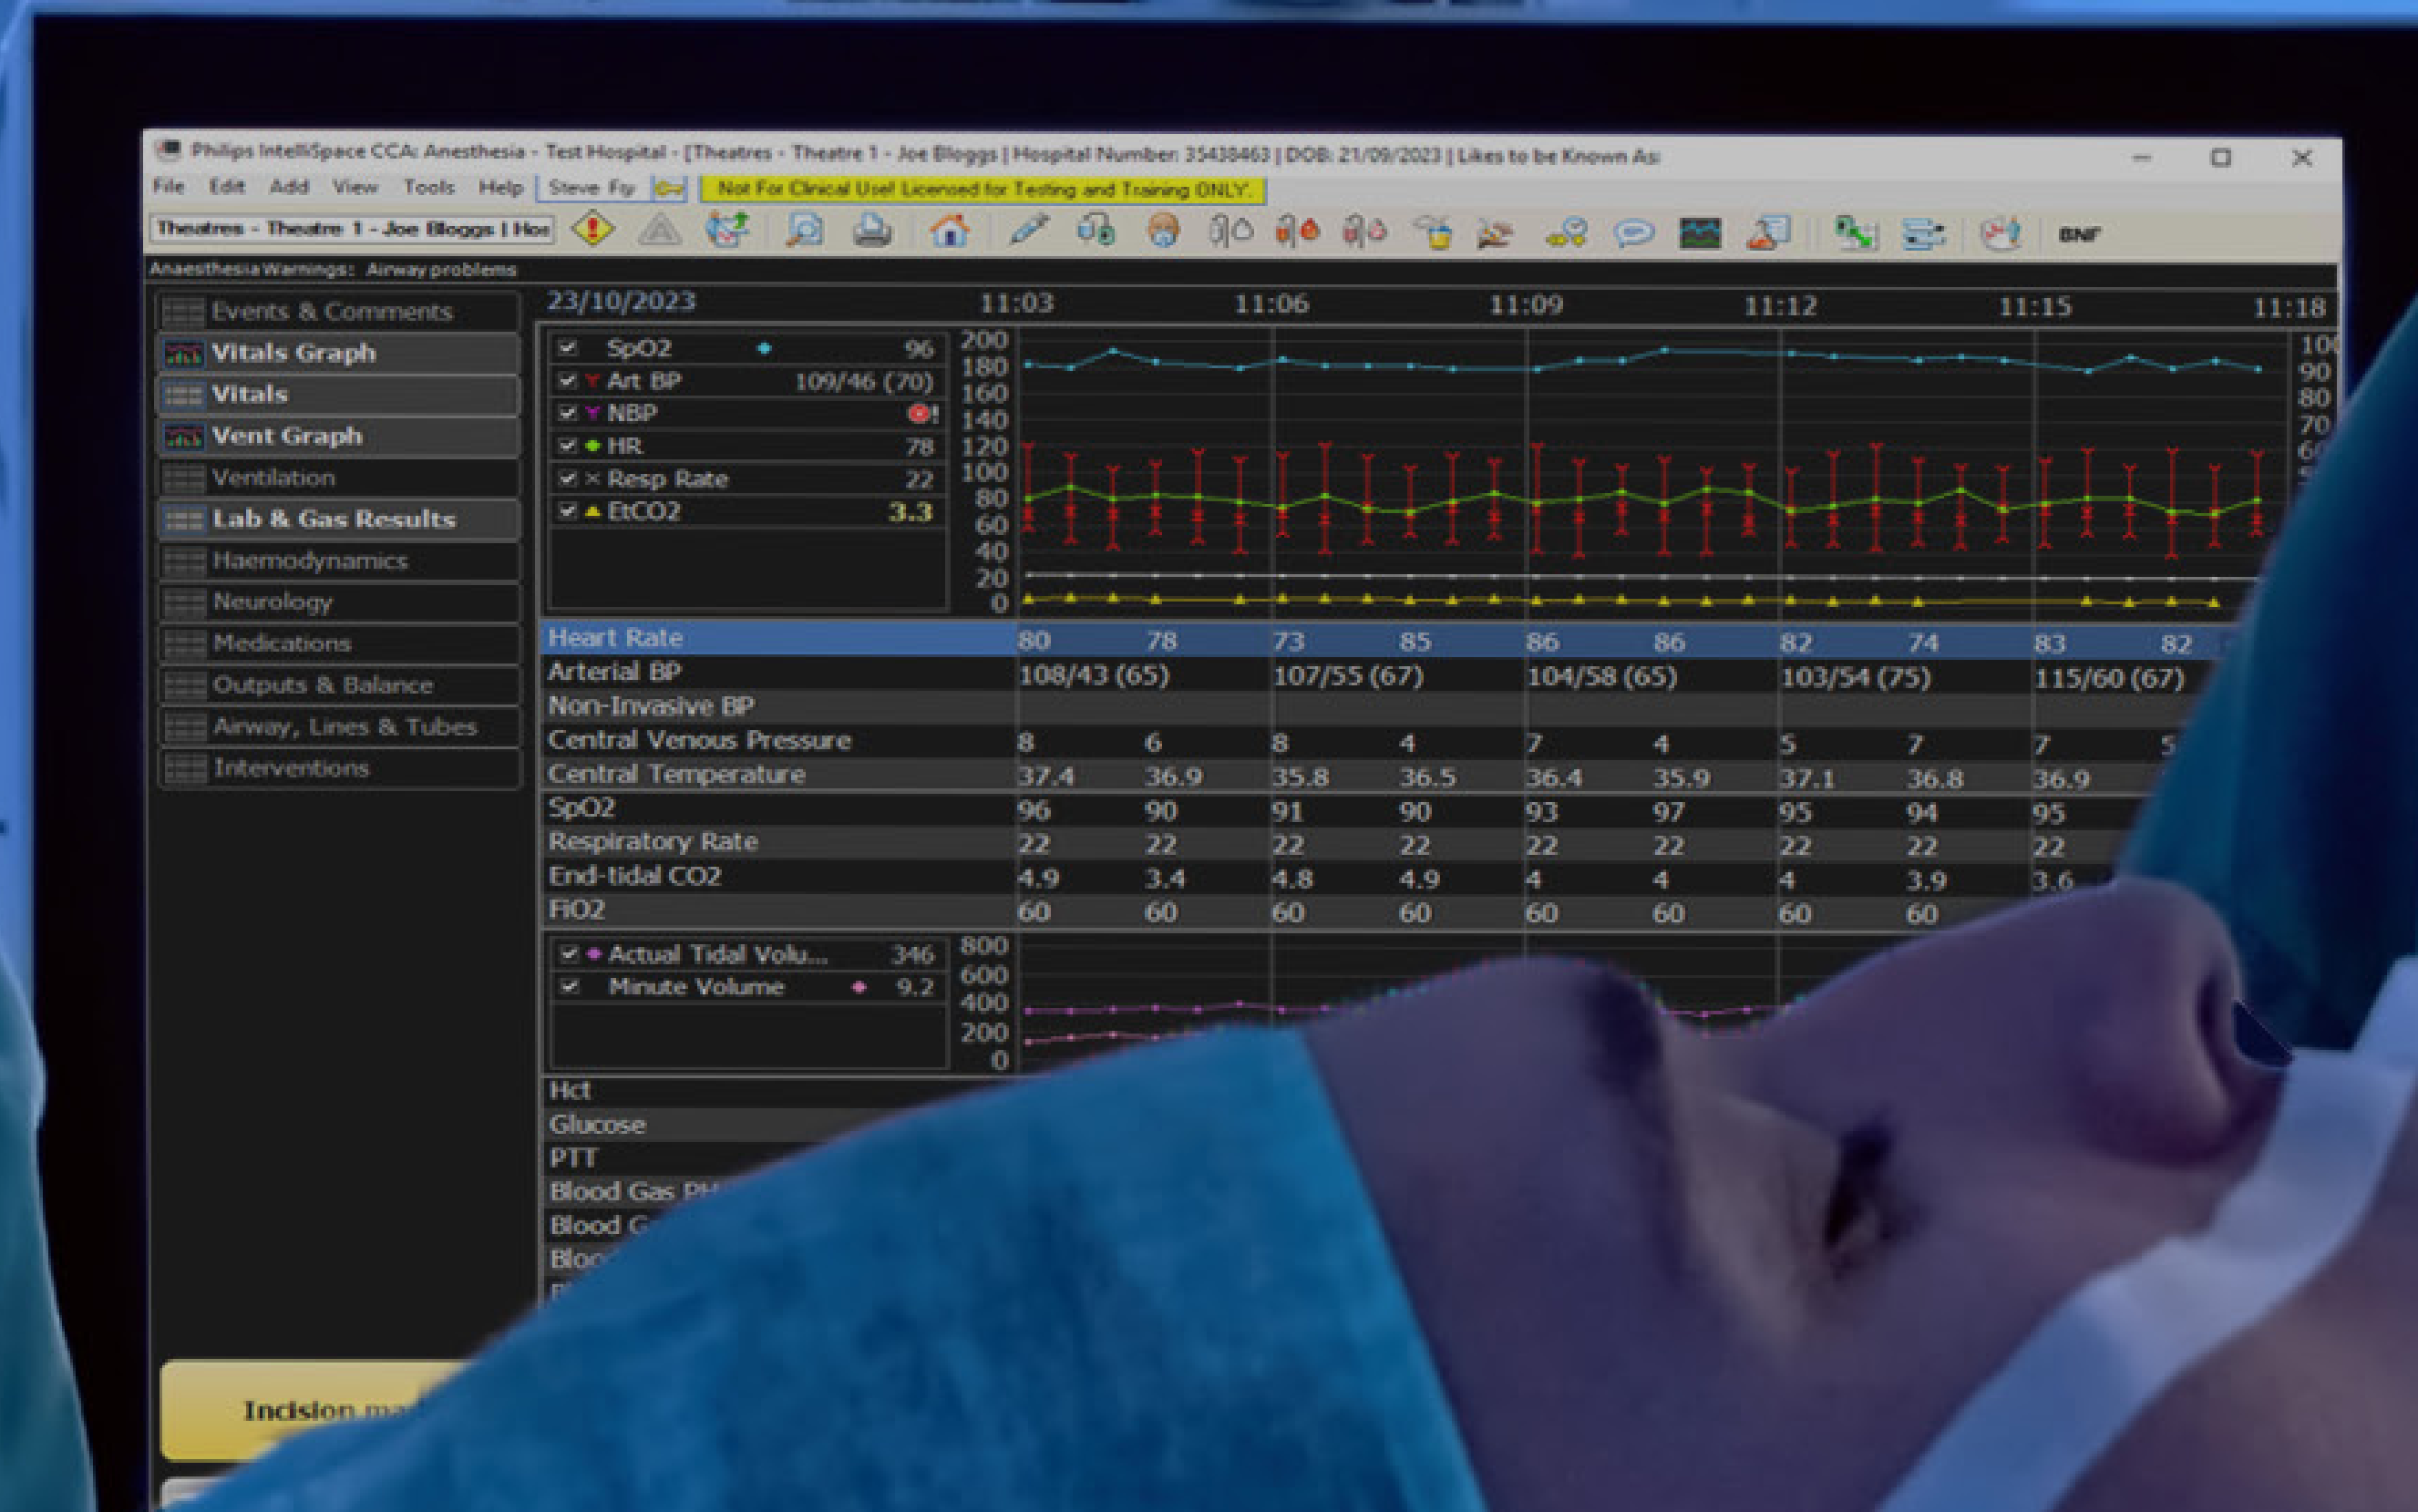 Philips IntelliSpace CCA: Anesthesia - Test Hospital - [Theatres - Theatre 1 - Joe Bloggs | Hospital Number: 35438463 | DOB: 21/09/2023 | Likes to be Known As:
File Edit Add View Tools Help Steve Fry Not For Clinical Use! Licensed for Testing and Training ONLY.
Theatres - Theatre 1 - Joe Bloggs | Hos BNF
Anaesthesia Warnings: Airway problems
Events & Comments
Vitals Graph
Vitals
Vent Graph
Ventilation
Lab & Gas Results
Haemodynamics
Neurology
Medications
Outputs & Balance
Airway, Lines & Tubes
Interventions
23/10/2023 11:03 11:06 11:09 11:12 11:15 11:18
SpO2 96
Art BP 109/46 (70)
NBP !
HR 78
Resp Rate 22
EtCO2 3.3
200
180
160
140
120
100
80
60
40
20
0
90
80
70
Heart Rate 80 78 73 85 86 86 82 74 83 82
Arterial BP 108/43 (65) 107/55 (67) 104/58 (65) 103/54 (75) 115/60 (67)
Non-Invasive BP
Central Venous Pressure 8 6 8 4 7 4 5 7 7 5
Central Temperature 37.4 36.9 35.8 36.5 36.4 35.9 37.1 36.8 36.9
SpO2 96 90 91 90 93 97 95 94 95
Respiratory Rate 22 22 22 22 22 22 22 22 22
End-tidal CO2 4.9 3.4 4.8 4.9 4 4 4 3.9 3.6
FiO2 60 60 60 60 60 60 60 60
Actual Tidal Volu... 346
Minute Volume 9.2
800
600
400
200
0
Hct
Glucose
PTT
Blood Gas PH
Blood G
Bloo
Incision ma